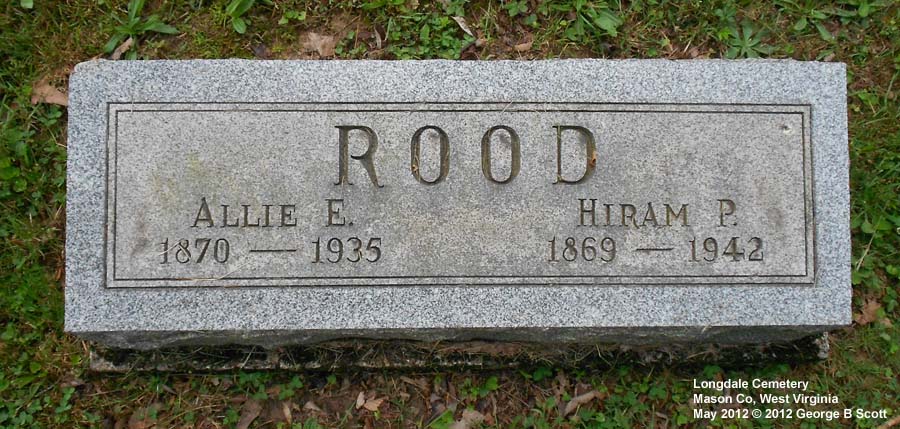 ROOD
ALLIE E. HIRAM P.
1870 — 1935 1869 — 1942
Longdale Cemetery
Mason Co, West Virginia
May 2012 © 2012 George B Scott